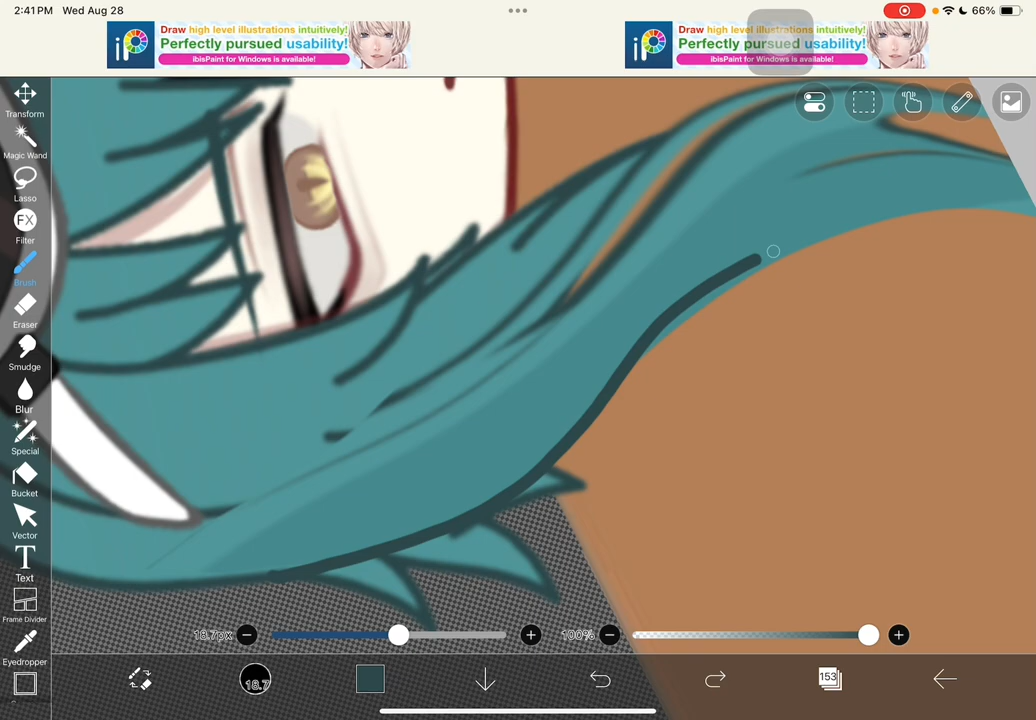 2:41 PM Wed Aug 28
66%
iP
Draw high level illustrations intuitively!
Perfectly pursued usability!
ibisPaint for Windows is available!
iP
Draw high level illustrations intuitively!
Perfectly pursued usability!
ibisPaint for Windows is available!
Transform
Magic Wand
Lasso
FX
Filter
Brush
Eraser
Smudge
Blur
Special
Bucket
Vector
T
Text
Frame Divider
Eyedropper
18.7px
100%
18.7
153